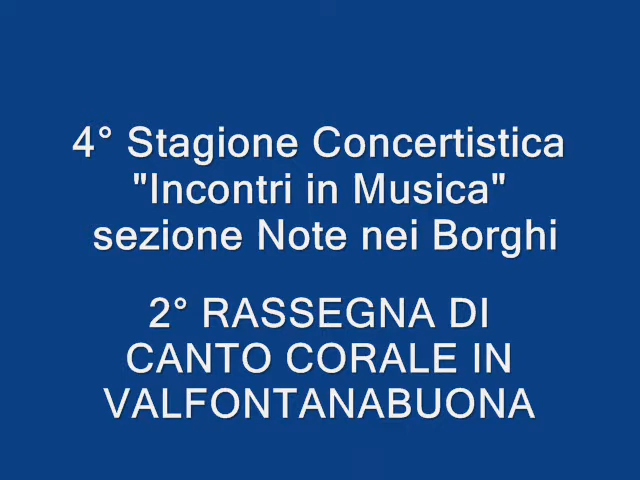 4° Stagione Concertistica
"Incontri in Musica"
sezione Note nei Borghi
2° RASSEGNA DI
CANTO CORALE IN
VALFONTANABUONA